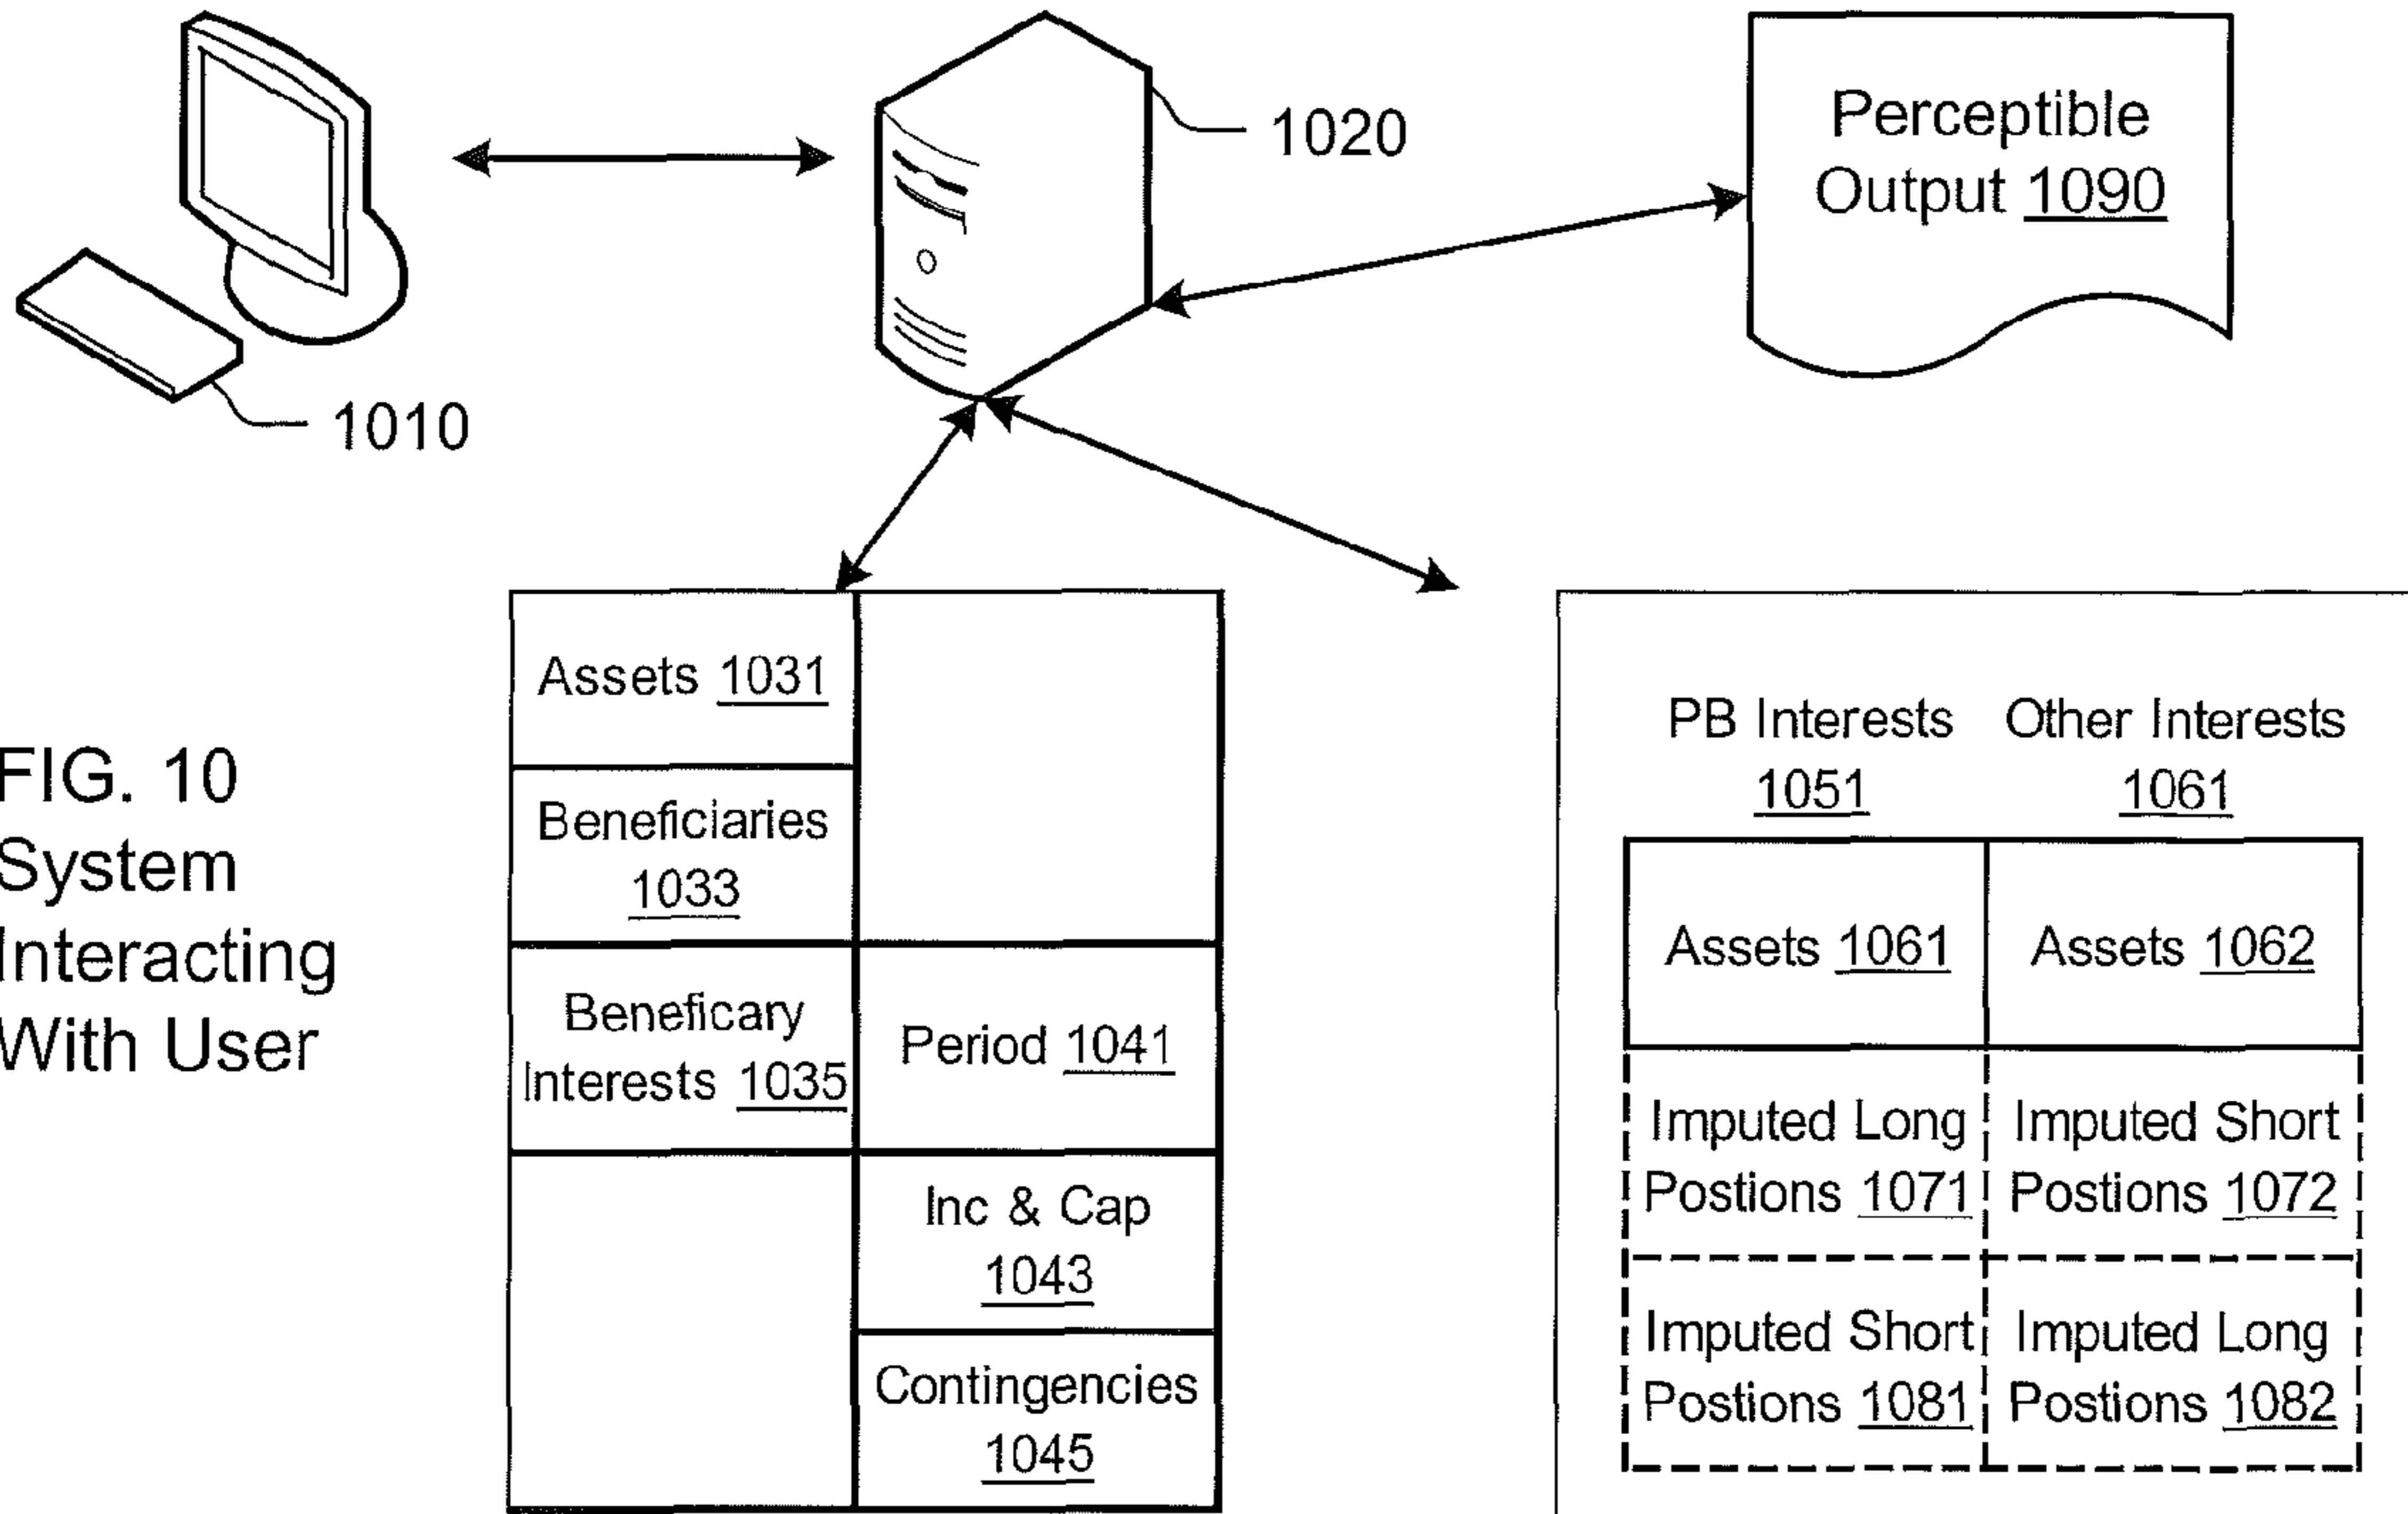 1020
Perceptible
Output 1090
1010
FIG. 10
System
Interacting
With User
Assets 1031
Beneficiaries
1033
Beneficary
Interests 1035
Period 1041
Inc & Cap
1043
Contingencies
1045
PB Interests
1051
Other Interests
1061
Assets 1061
Assets 1062
Imputed Long
Postions 1071
Imputed Short
Postions 1072
Imputed Short
Postions 1081
Imputed Long
Postions 1082